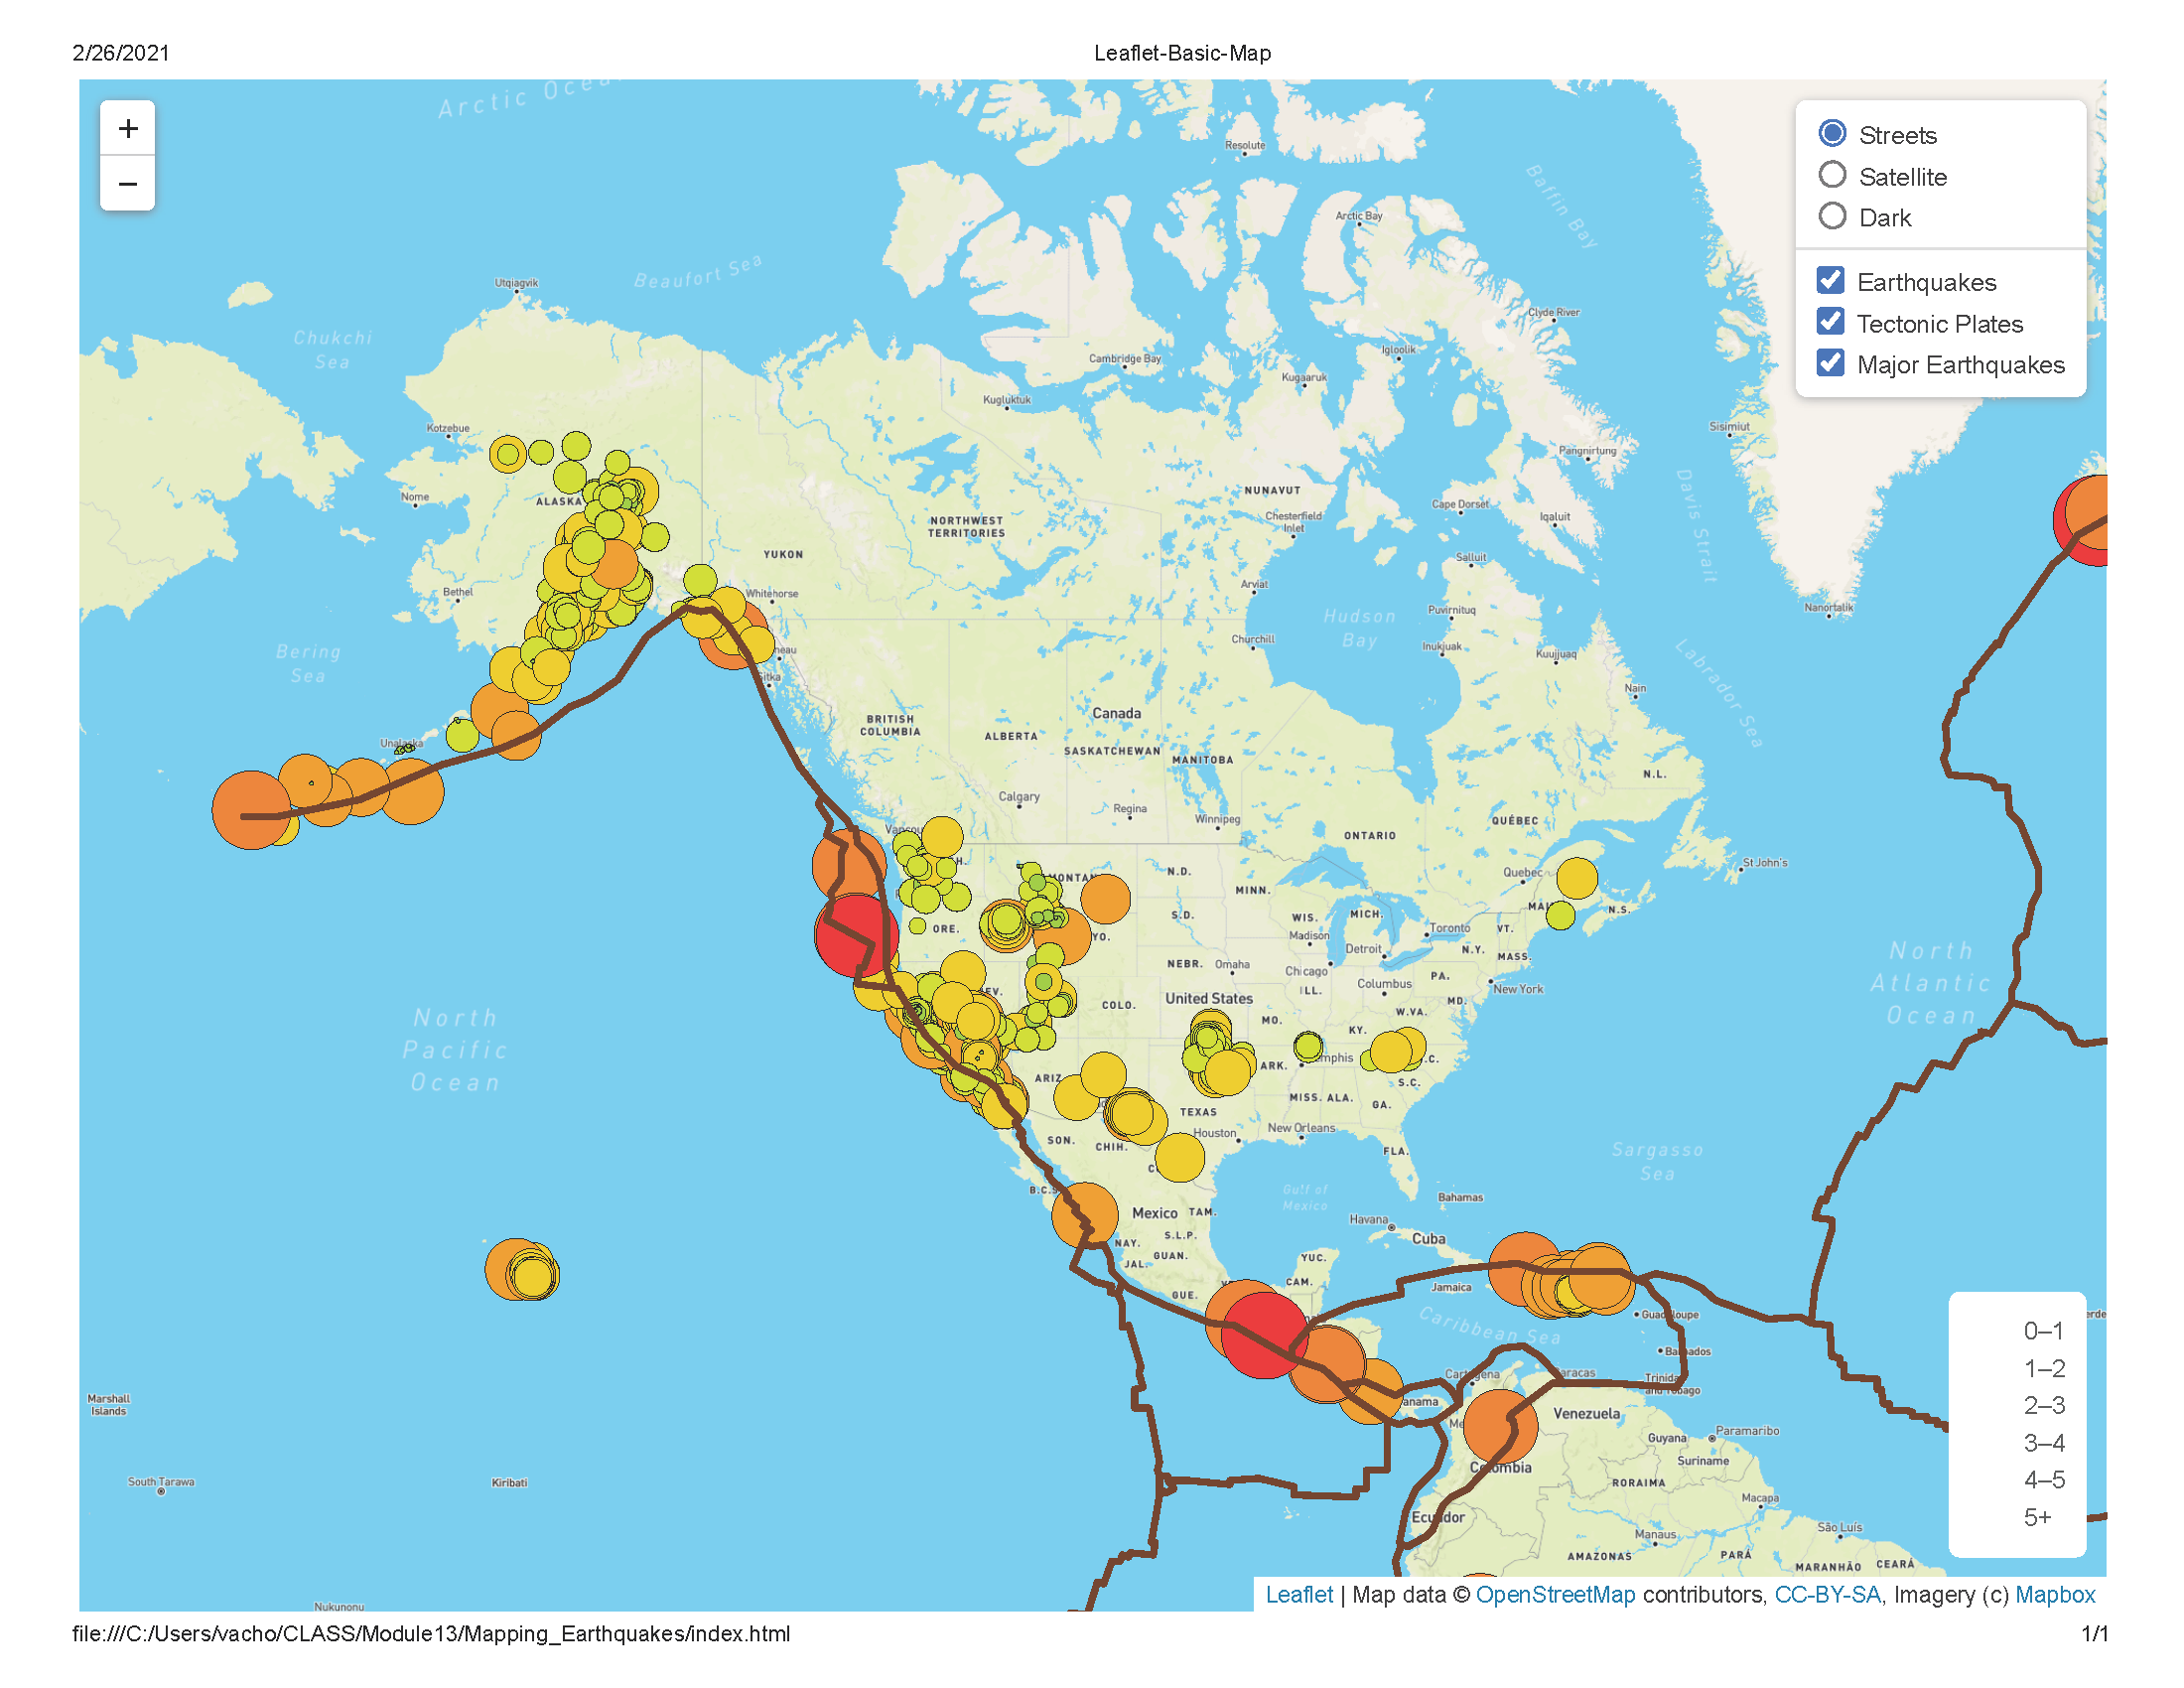 2/26/2021
Leaflet-Basic-Map
+
−
Streets
Satellite
Dark
Earthquakes
Tectonic Plates
Major Earthquakes
Resolute
Baffin Bay
Arctic Bay
Utqiagvik
Beaufort Sea
Chukchi
Sea
Clyde River
Igloolik
Cambridge Bay
Kugaaruk
Kugluktuk
Kotzebue
Sisimiut
Pangnirtung
Nome
ALASKA
NUNAVUT
Chesterfield
Inlet
Cape Dorset
Iqaluit
Davis Strait
NORTHWEST
TERRITORIES
YUKON
Salluit
Bethel
Whitehorse
Arviat
Puvirnituq
Nanortalik
Hudson
Bay
Churchill
Inukjuak
Kuujjuaq
Labrador Sea
Bering
Sea
Nain
BRITISH
COLUMBIA
Canada
ALBERTA
SASKATCHEWAN
MANITOBA
Unalaska
N.L.
Calgary
Regina
Winnipeg
QUÉBEC
ONTARIO
St John's
Quebec
N.D.
MINN.
S.D.
WIS.
MICH.
N.S.
ORE.
Madison
Detroit
Toronto
VT.
N.Y.
MASS.
NEBR.
Omaha
Chicago
PA.
Columbus
New York
North
Atlantic
Ocean
COLO.
United States
ILL.
MD.
W.VA.
MO.
KY.
North
Pacific
Ocean
ARIZ.
ARK.
S.C.
TEXAS
MISS.
ALA.
GA.
SON.
CHIH.
Houston
New Orleans
FLA.
Sargasso
Sea
Gulf of
Mexico
Bahamas
Mexico
TAM.
Havana
Cuba
NAY.
S.L.P.
JAL.
GUAN.
YUC.
CAM.
GUE.
Jamaica
Caribbean Sea
Guadeloupe
Barbados
Trinidad
and Tobago
Venezuela
Colombia
Guyana
Paramaribo
Suriname
RORAIMA
Macapa
Marshall
Islands
South Tarawa
Kiribati
Ecuador
Manaus
São Luís
AMAZONAS
PARÁ
MARANHÃO
CEARÁ
Nukunonu
0–1
1–2
2–3
3–4
4–5
5+
Leaflet | Map data © OpenStreetMap contributors, CC-BY-SA, Imagery (c) Mapbox
file:///C:/Users/vacho/CLASS/Module13/Mapping_Earthquakes/index.html
1/1